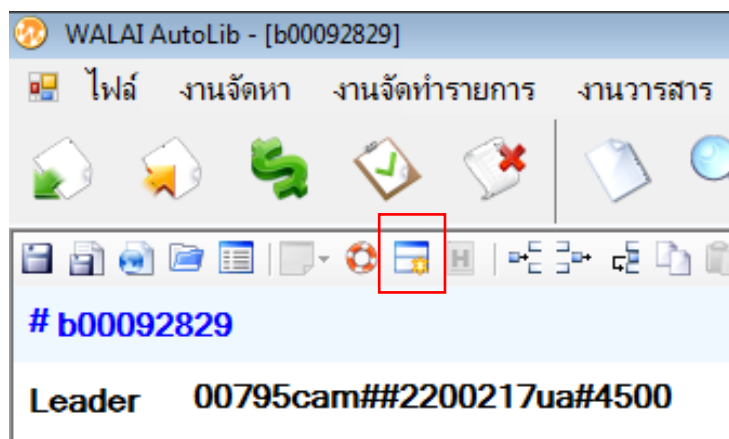 WALAI AutoLib - [b00092829]
ไฟล์ งานจัดหา งานจัดทำรายการ งานวารสาร
H
# b00092829
Leader 00795cam##2200217ua#4500